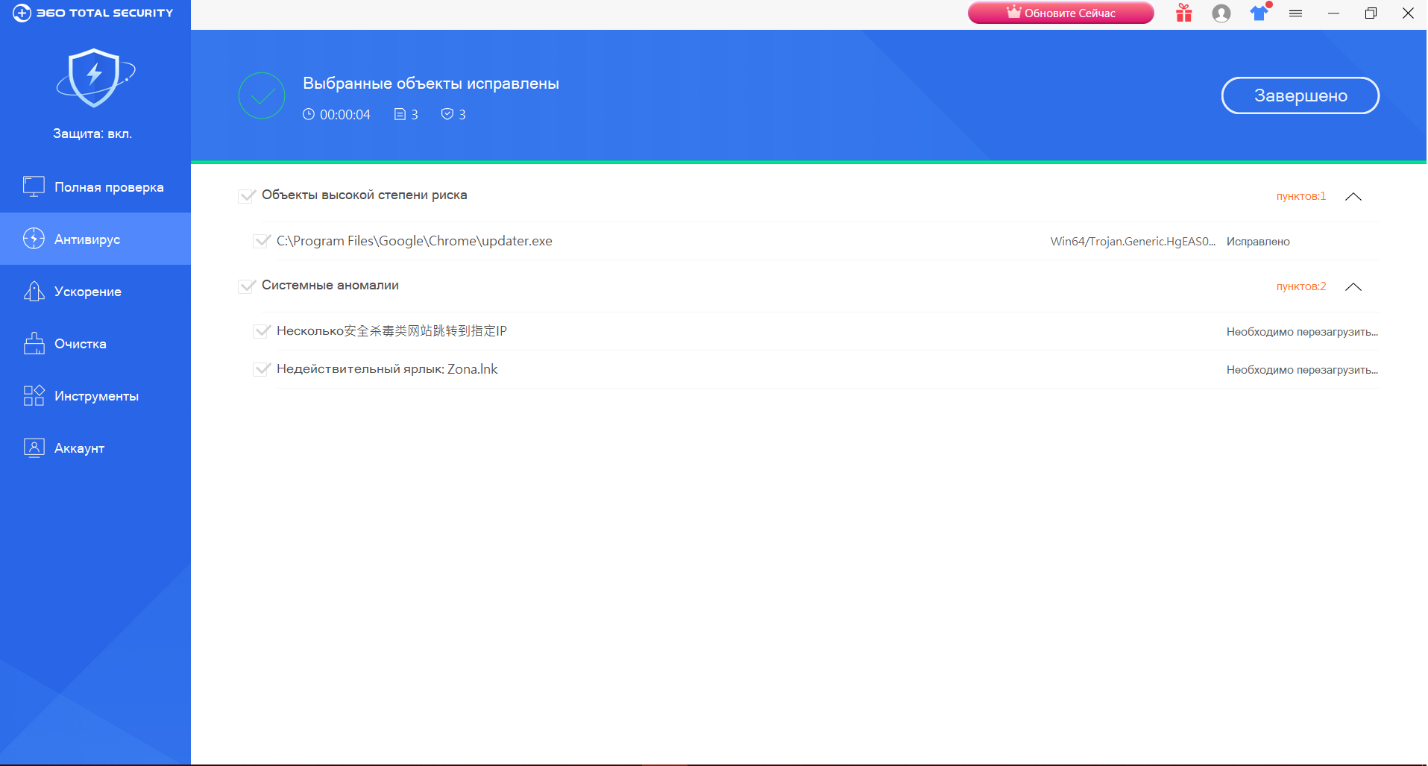 360 TOTAL SECURITY
Обновите Сейчас
Защита: вкл.
Полная проверка
Антивирус
Ускорение
Очистка
Инструменты
Аккаунт
Выбранные объекты исправлены
00:00:04 3 3
Завершено
Объекты высокой степени риска пунктов:1
C:\Program Files\Google\Chrome\updater.exe Win64/Trojan.Generic.HgEAS0... Исправлено
Системные аномалии пунктов:2
Несколько安全杀毒类网站跳转到指定IP Необходимо перезагрузить...
Недействительный ярлык: Zona.lnk Необходимо перезагрузить...